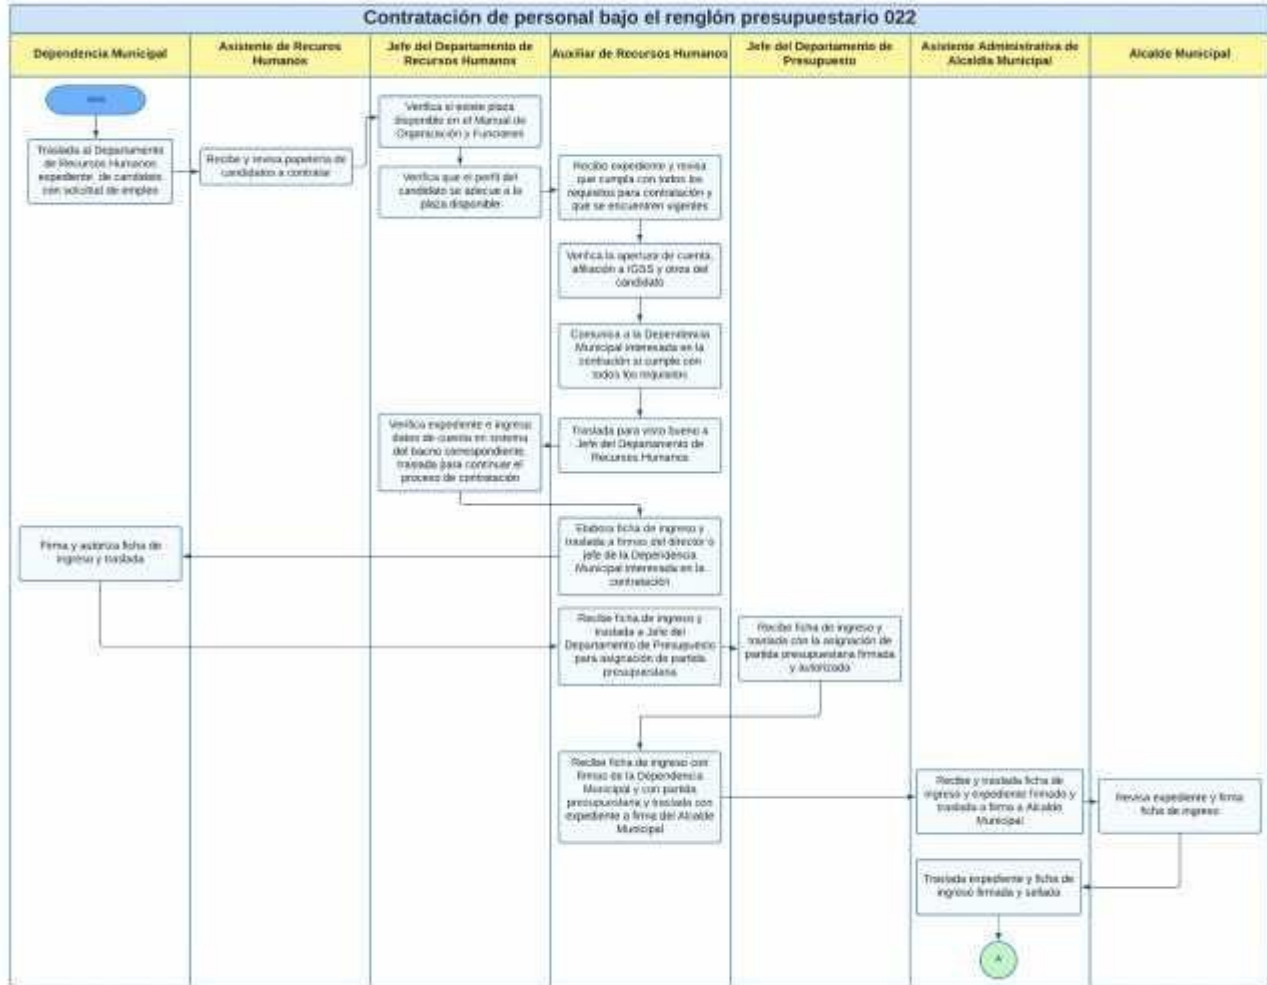 Contratación de personal bajo el renglón presupuestario 022
Dependencia Municipal
Asistente de Recuros
Humanos
Jefe del Departamento de
Recursos Humanos
Auxiliar de Recursos Humanos
Jefe del Departamento de
Presupuesto
Asistente Administrativa de
Alcaldía Municipal
Alcalde Municipal
Traslada al Departamento
de Recursos Humanos
expediente de candidato
con solicitud de empleo
Recibe y revisa papelería de
candidatos a contratar
Verifica si existe plaza
disponible en el Manual de
Organización y Funciones
Verifica que el perfil del
candidato se adecue a la
plaza disponible
Recibe expediente y revisa
que cumpla con todos los
requisitos para contratación y
que se encuentren vigentes
Verifica la apertura de cuenta,
afiliación a IGSS y otros del
candidato
Comunica a la Dependencia
Municipal interesada en la
contratación si cumple con
todos los requisitos
Traslada para visto bueno a
Jefe del Departamento de
Recursos Humanos
Verifica expediente e ingresa
datos de cuenta en sistema
del bacno correspondiente,
traslada para continuar el
proceso de contratación
Elabora ficha de ingreso y
traslada a firmas del director o
jefe de la Dependencia
Municipal interesada en la
contratación
Firma y autoriza ficha de
ingreso y traslada
Recibe ficha de ingreso y
traslada a Jefe del
Departamento de Presupuesto
para asignación de partida
presupuestaria
Recibe ficha de ingreso y
traslada con la asignación de
partida presupuestaria firmada
y autorizada
Recibe ficha de ingreso con
firmas de la Dependencia
Municipal y con partida
presupuestaria y traslada con
expediente a firma del Alcalde
Municipal
Recibe y traslada ficha de
ingreso y expediente firmado y
traslada a firma a Alcalde
Municipal
Revisa expediente y firma
ficha de ingreso
Traslada expediente y ficha de
ingreso firmada y sellada
A